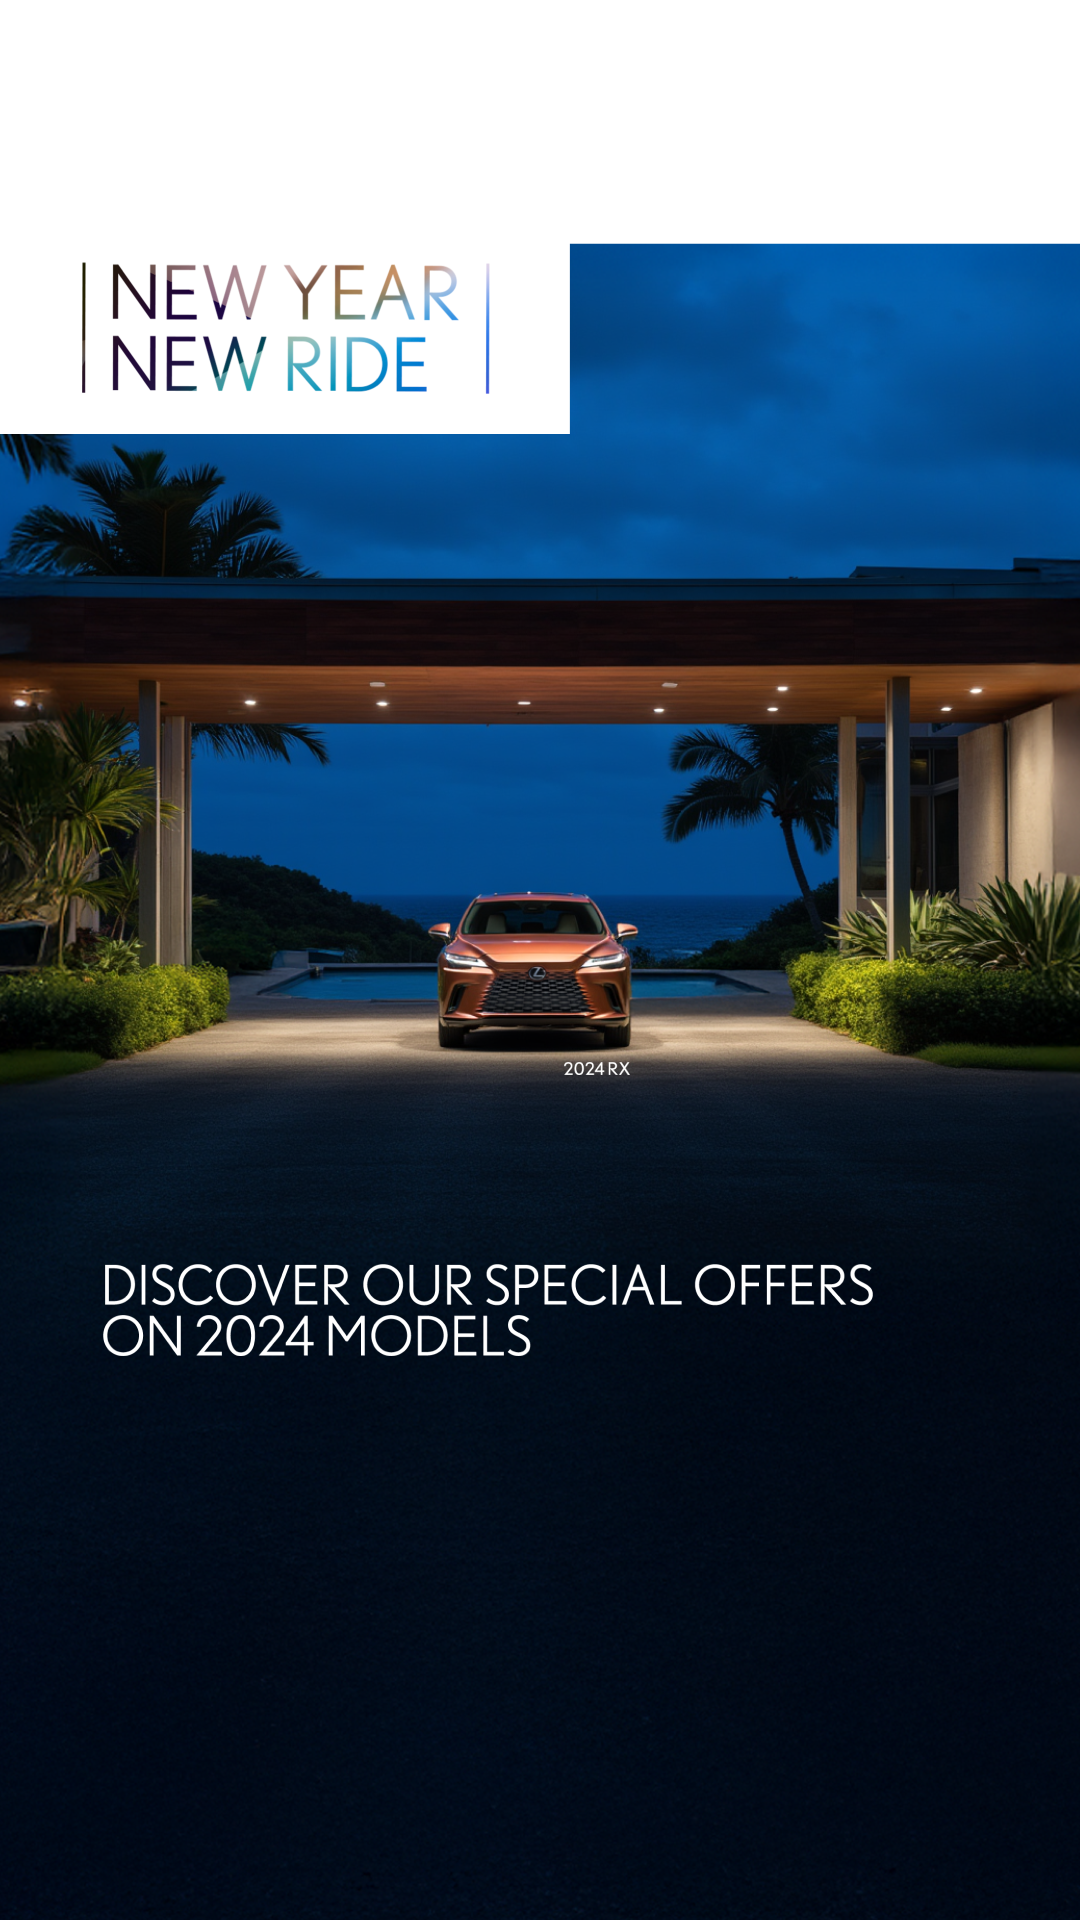 NEW YEAR
NEW RIDE
2024 RX
DISCOVER OUR SPECIAL OFFERS
ON 2024 MODELS